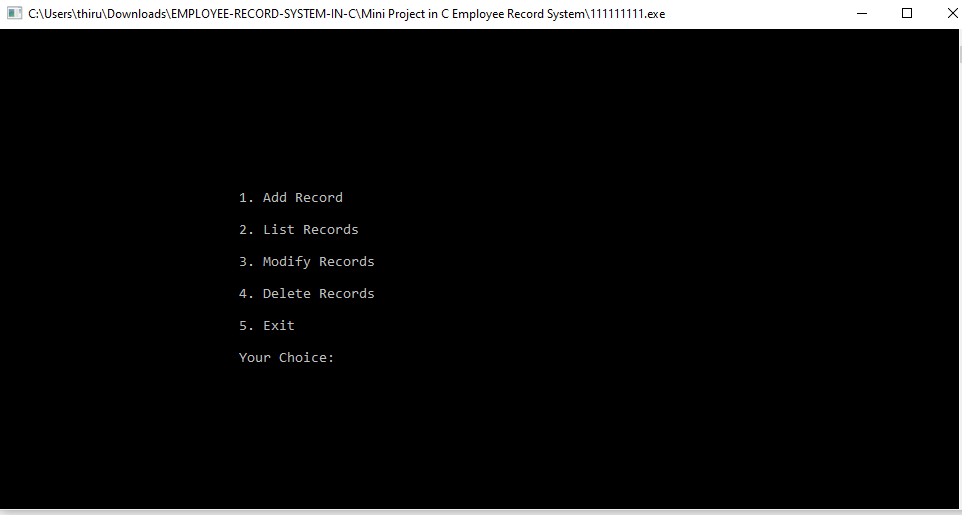 C:\Users\thiru\Downloads\EMPLOYEE-RECORD-SYSTEM-IN-C\Mini Project in C Employee Record System\111111111.exe
1. Add Record
2. List Records
3. Modify Records
4. Delete Records
5. Exit
Your Choice: